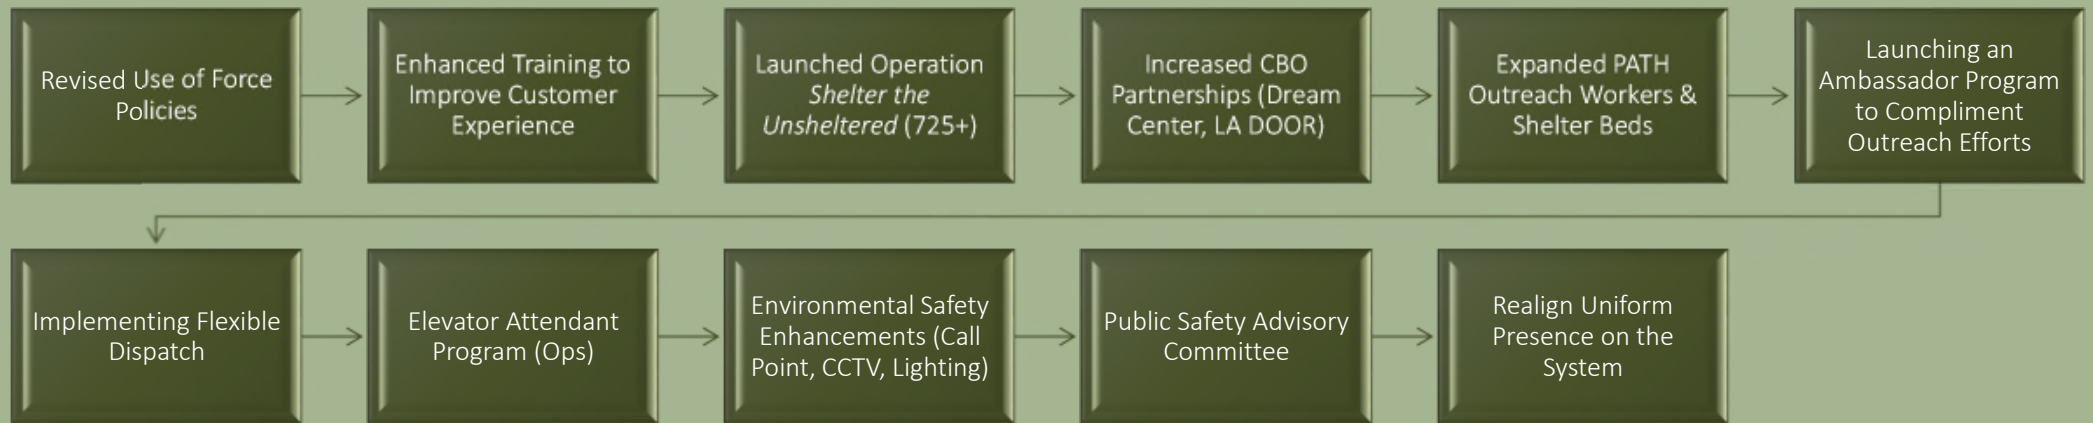 Revised Use of Force
Policies
Enhanced Training to
Improve Customer
Experience
Launched Operation
Shelter the
Unsheltered (725+)
Increased CBO
Partnerships (Dream
Center, LA DOOR)
Expanded PATH
Outreach Workers &
Shelter Beds
Launching an
Ambassador Program
to Compliment
Outreach Efforts
Implementing Flexible
Dispatch
Elevator Attendant
Program (Ops)
Environmental Safety
Enhancements (Call
Point, CCTV, Lighting)
Public Safety Advisory
Committee
Realign Uniform
Presence on the
System